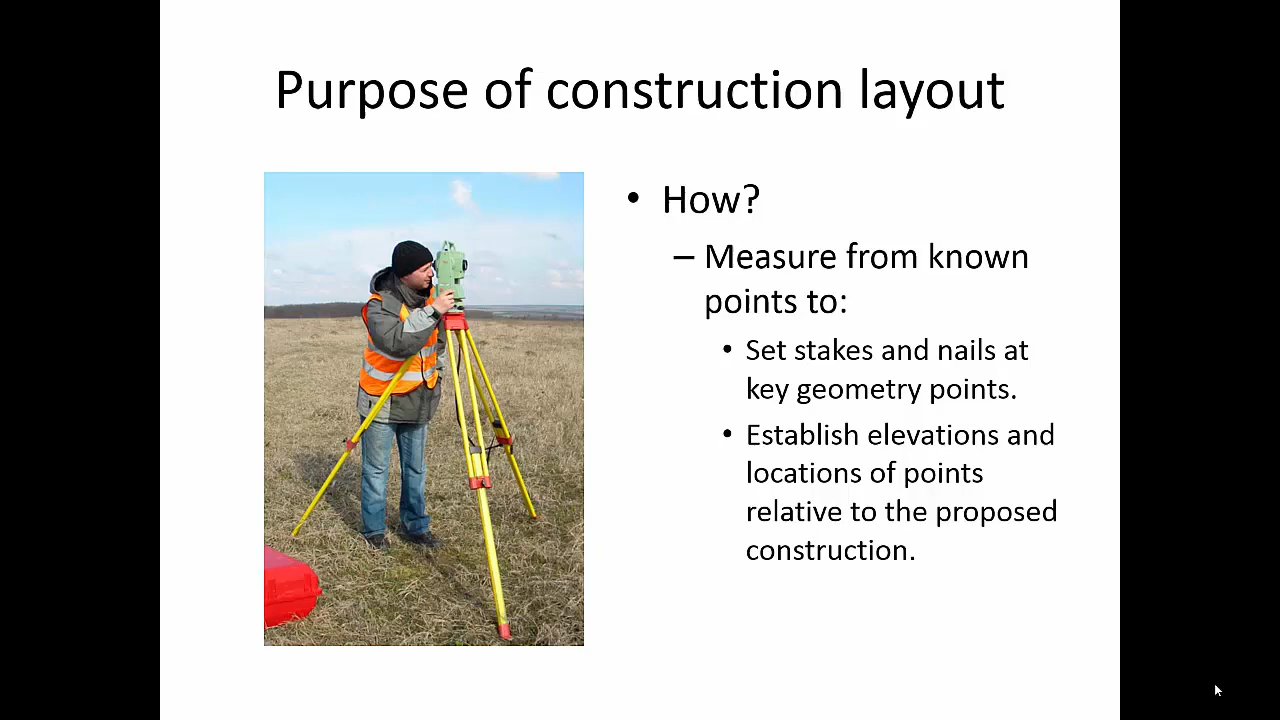 Purpose of construction layout
• How?
– Measure from known
points to:
• Set stakes and nails at
key geometry points.
• Establish elevations and
locations of points
relative to the proposed
construction.